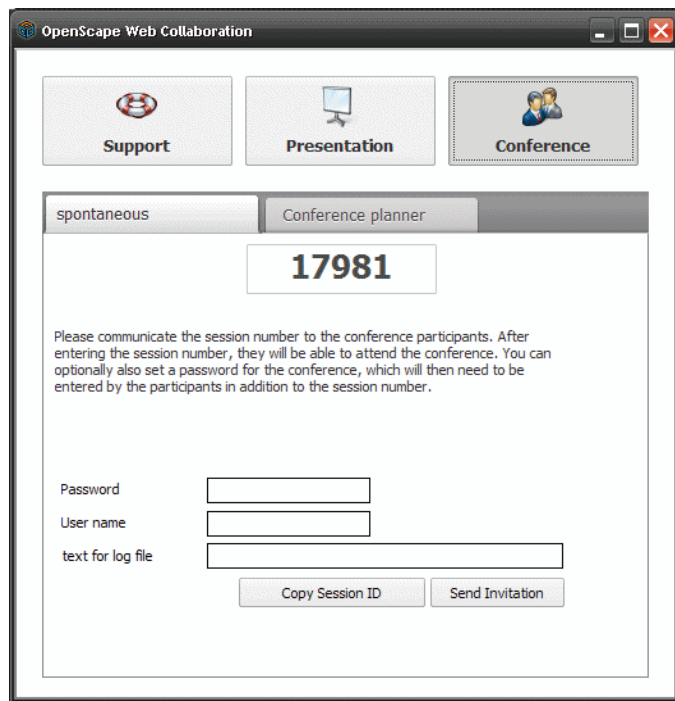 OpenScape Web Collaboration
Support
Presentation
Conference
spontaneous
Conference planner
17981
Please communicate the session number to the conference participants. After
entering the session number, they will be able to attend the conference. You can
optionally also set a password for the conference, which will then need to be
entered by the participants in addition to the session number.
Password
User name
text for log file
Copy Session ID
Send Invitation